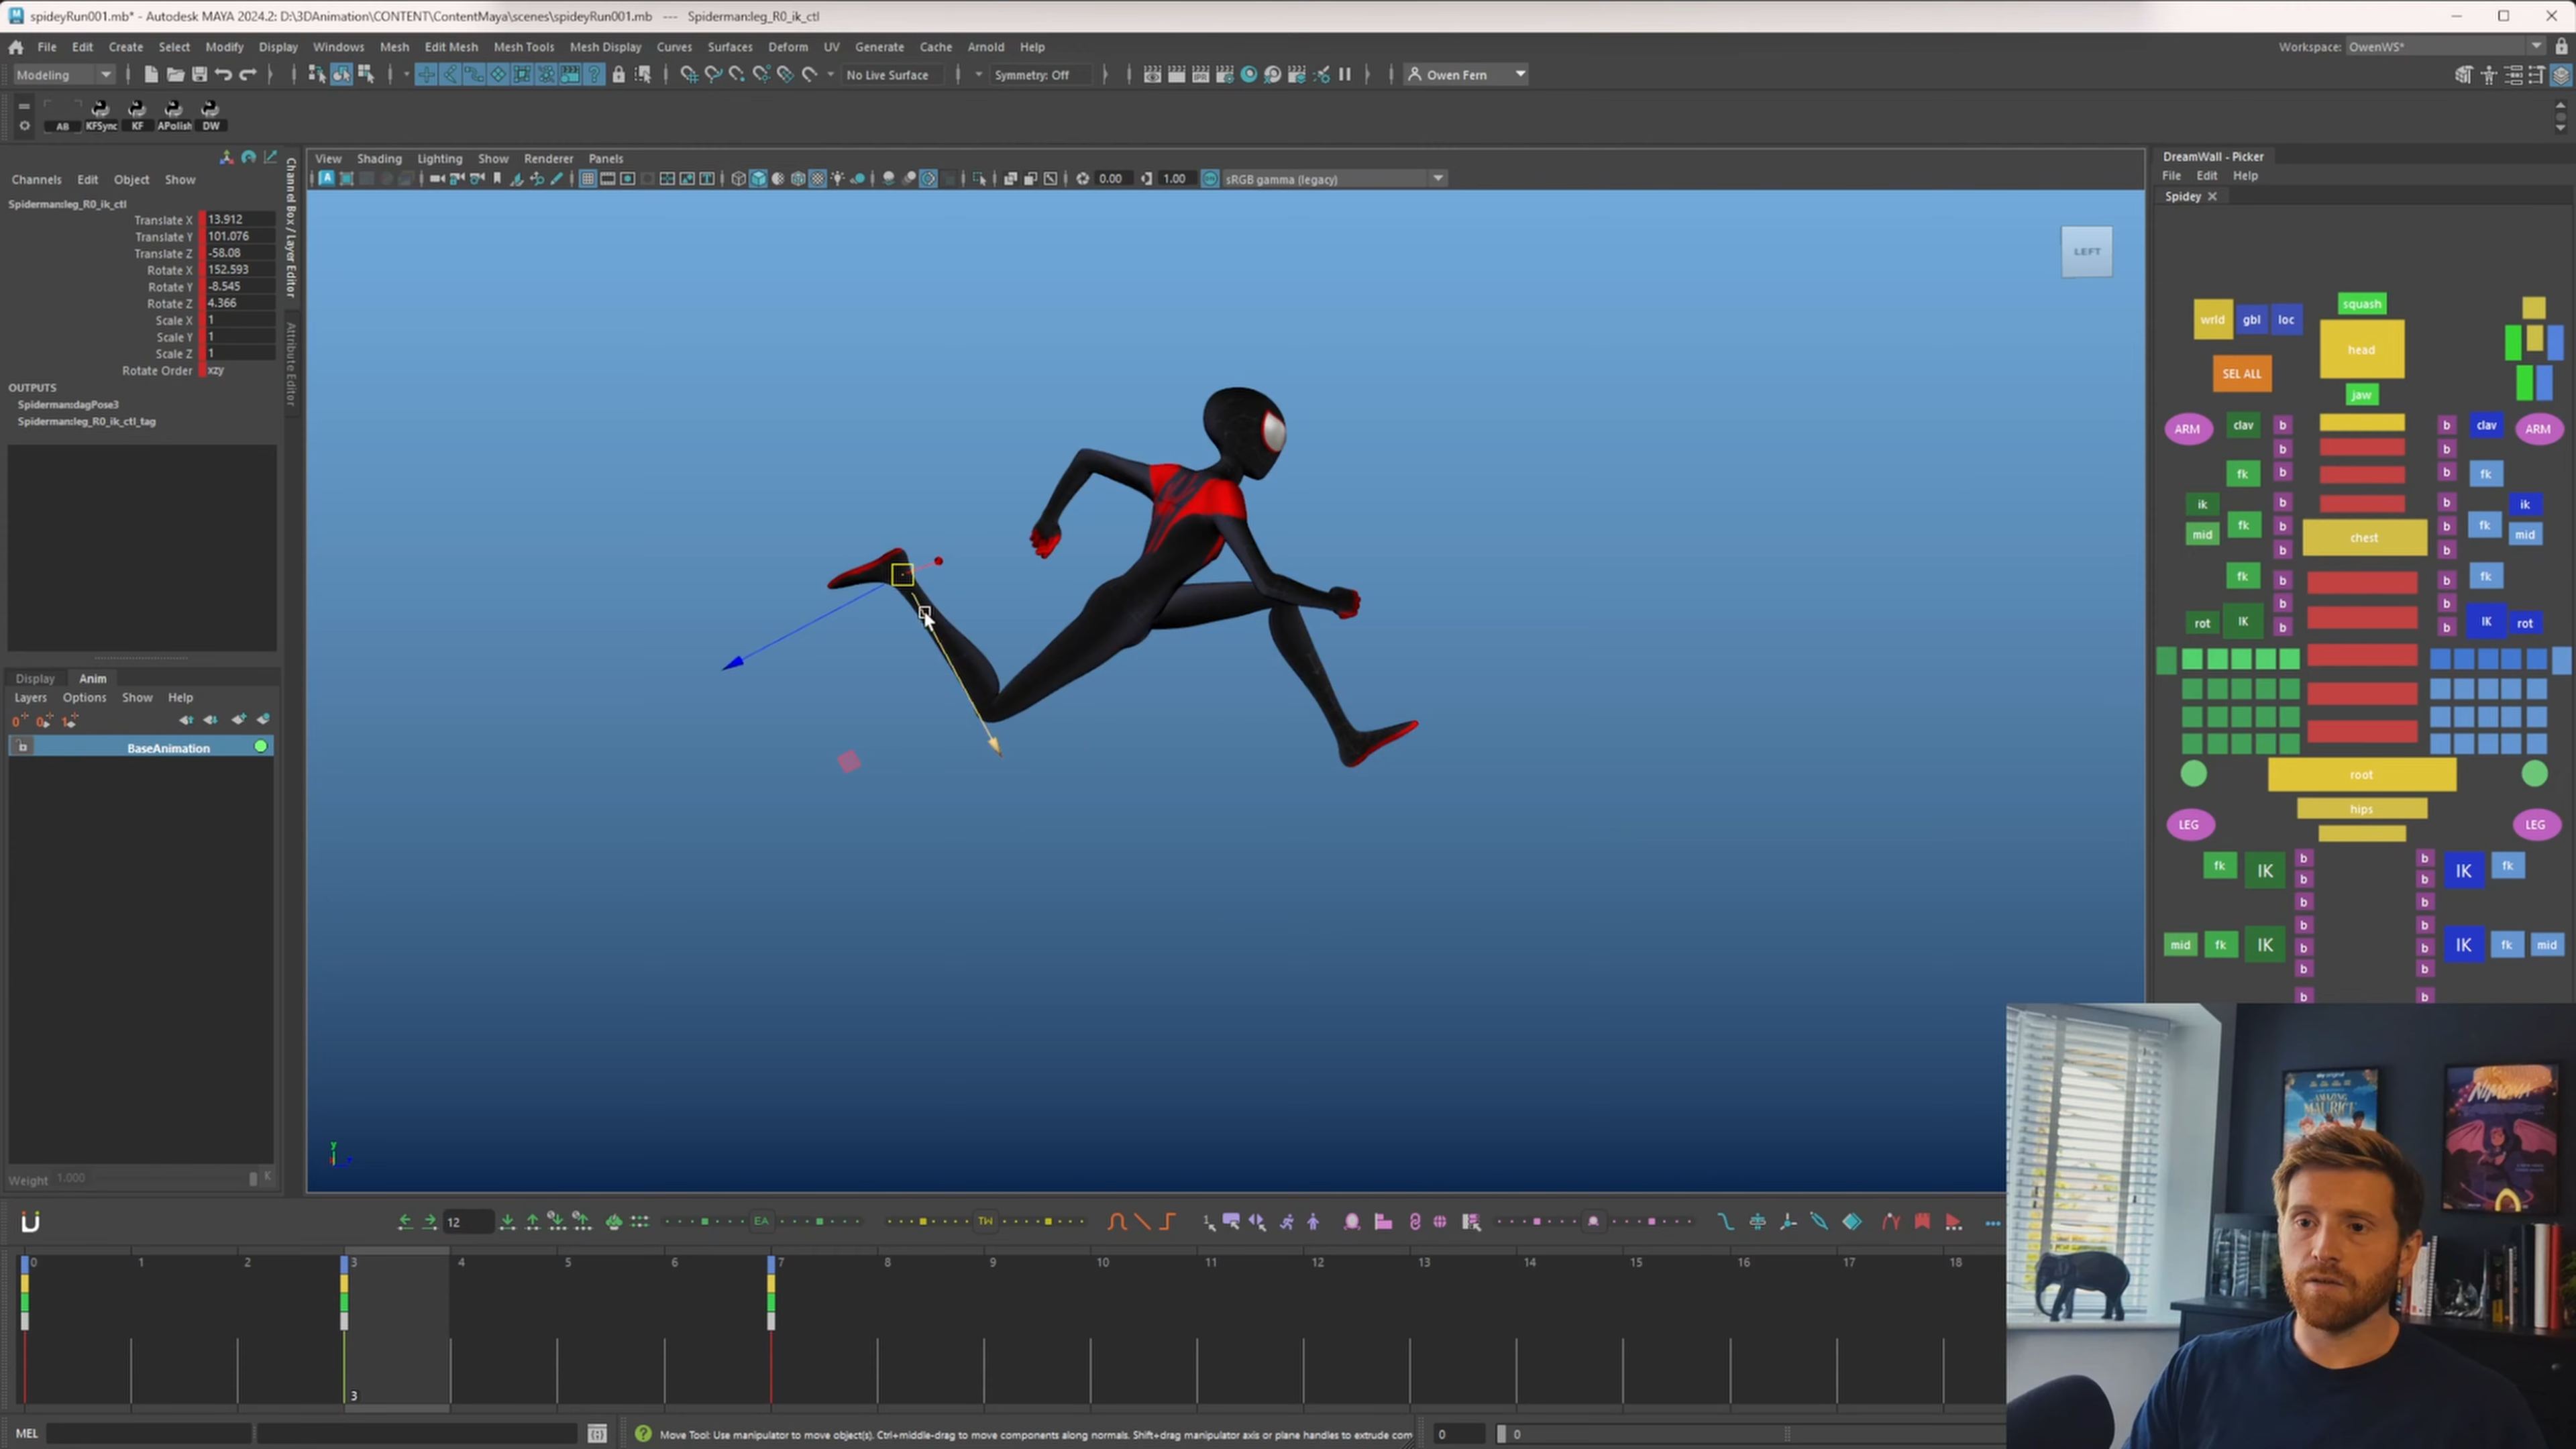 spideyRun001.mb* - Autodesk MAYA 2024.2: D:\3DAnimation\CONTENT\ContentMaya\scenes\spideyRun001.mb --- Spiderman:leg_R0_ik_ctl
File Edit Create Select Modify Display Windows Mesh Edit Mesh Mesh Tools Mesh Display Curves Surfaces Deform UV Generate Cache Arnold Help
Workspace: OwenWS*
Modeling
No Live Surface
Symmetry: Off
Owen Fern
AB KFSync KF APolish DW
Channels Edit Object Show
Spiderman:leg_R0_ik_ctl
Translate X 13.912
Translate Y 101.076
Translate Z -58.08
Rotate X 152.593
Rotate Y -8.545
Rotate Z 4.366
Scale X 1
Scale Y 1
Scale Z 1
Rotate Order xzy
OUTPUTS
Spiderman:dagPose3
Spiderman:leg_R0_ik_ctl_tag
Channel Box / Layer Editor
Attribute Editor
Display Anim
Layers Options Show Help
BaseAnimation
Weight 1.000 K
View Shading Lighting Show Renderer Panels
0.00 1.00 sRGB gamma (legacy)
LEFT
y
DreamWall - Picker
File Edit Help
Spidey
squash
wrld gbl loc
head
SEL ALL
jaw
ARM clav b b clav ARM
b b
fk b b fk
ik b b ik
mid fk b chest b fk mid
b b
fk b b fk
b b
rot IK b b IK rot
root
hips
LEG LEG
fk IK b b IK fk
b b
b b
b b
mid fk IK b b IK fk mid
b b
b b
12 EA TW
0 1 2 3 4 5 6 7 8 9 10 11 12 13 14 15 16 17 18
3
MEL
Move Tool: Use manipulator to move object(s). Ctrl+middle-drag to move components along normals. Shift+drag manipulator axis or plane handles to extrude com
0 0
AMAZING
MAURICE
NIMONA